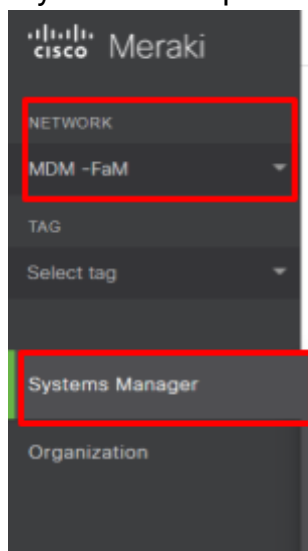 cisco Meraki
NETWORK
MDM -FaM
TAG
Select tag
Systems Manager
Organization